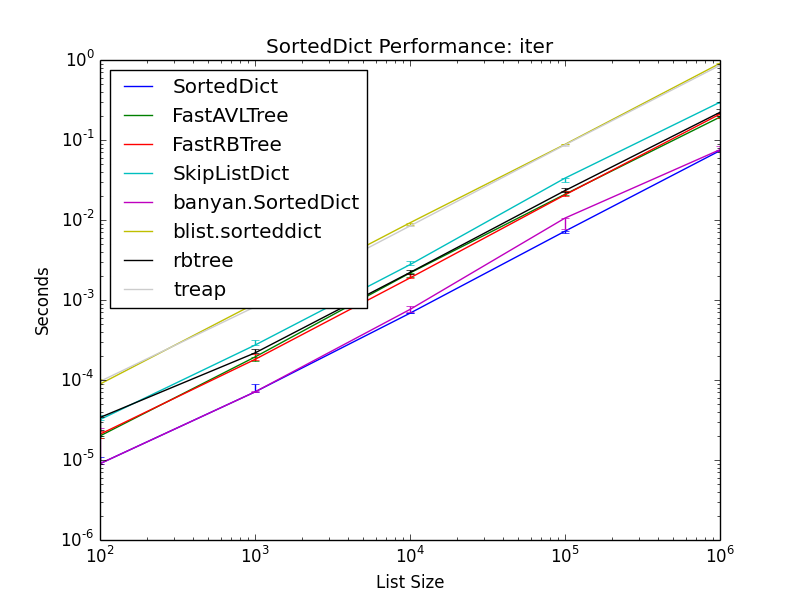 SortedDict Performance: iter
10^0
10^-1
10^-2
10^-3
10^-4
10^-5
10^-6
Seconds
SortedDict
FastAVLTree
FastRBTree
SkipListDict
banyan.SortedDict
blist.sorteddict
rbtree
treap
10^2 10^3 10^4 10^5 10^6
List Size